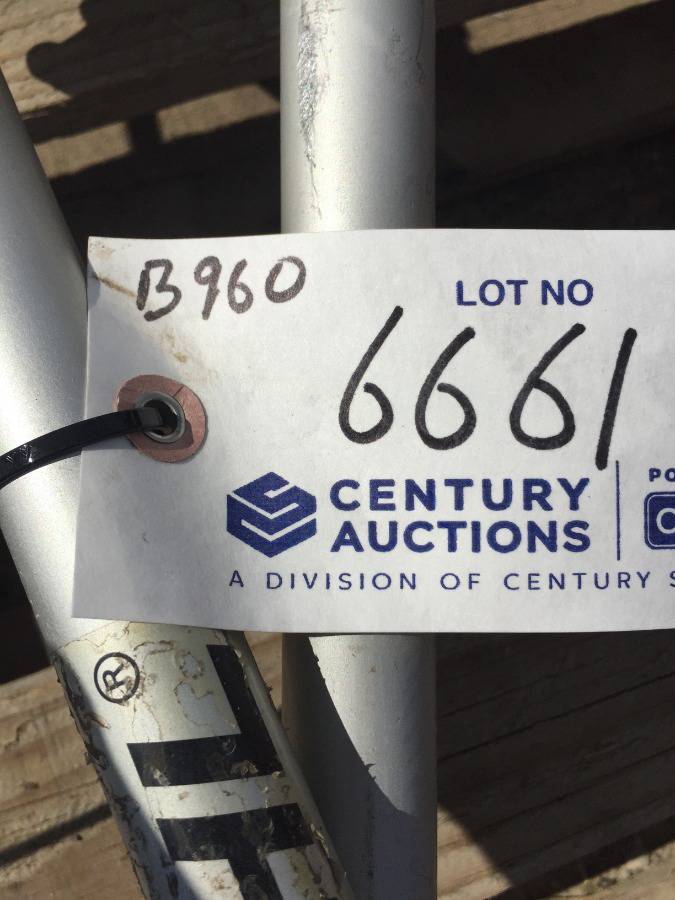 B960
LOT NO
6661
CENTURY
AUCTIONS
A DIVISION OF CENTURY
®